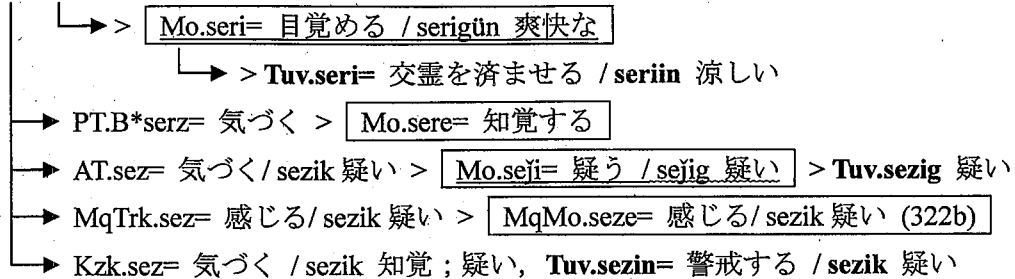 > Mo.seri= 目覚める / serigün 爽快な
> Tuv.seri= 交霊を済ませる / seriin 涼しい
PT.B*serz= 気づく > Mo.sere= 知覚する
AT.sez= 気づく/ sezik 疑い > Mo.seǰi= 疑う / seǰig 疑い > Tuv.sezig 疑い
MqTrk.sez= 感じる/ sezik 疑い > MqMo.seze= 感じる/ sezik 疑い (322b)
Kzk.sez= 気づく / sezik 知覚 ; 疑い, Tuv.sezin= 警戒する / sezik 疑い